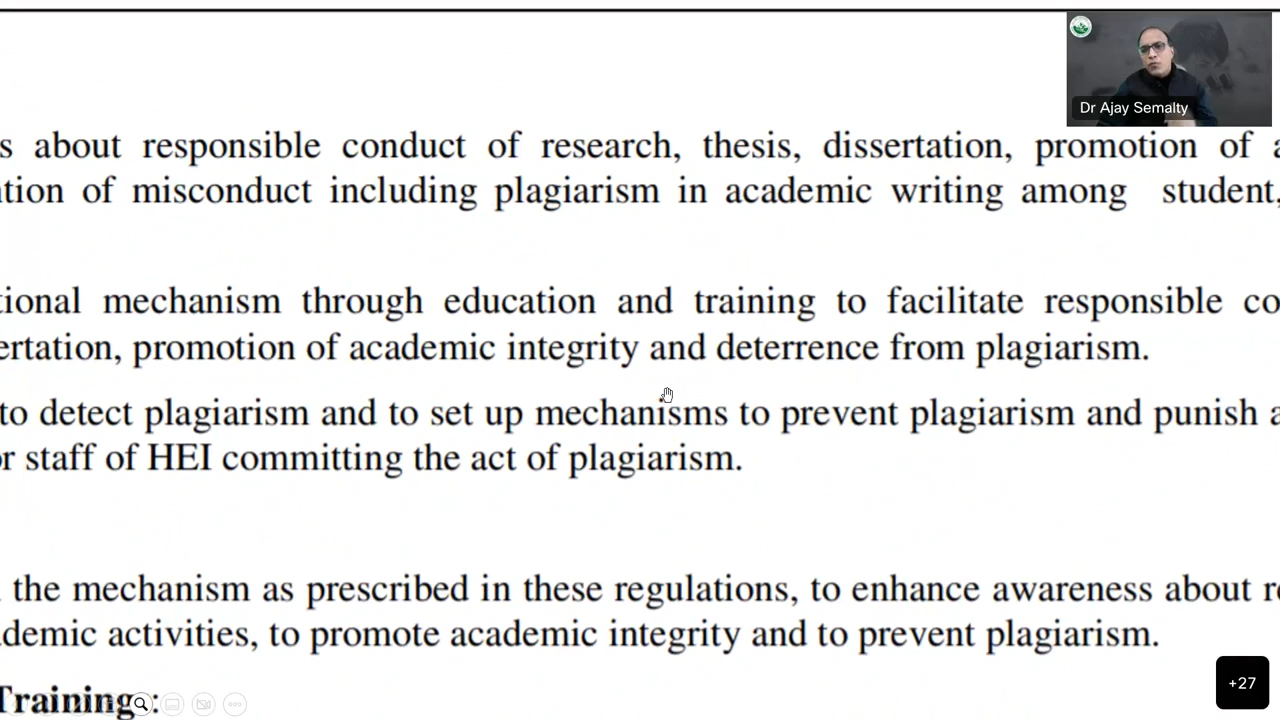 Dr Ajay Semalty
s about responsible conduct of research, thesis, dissertation, promotion of a
tion of misconduct including plagiarism in academic writing among student,
tional mechanism through education and training to facilitate responsible co
ertation, promotion of academic integrity and deterrence from plagiarism.
to detect plagiarism and to set up mechanisms to prevent plagiarism and punish a
r staff of HEI committing the act of plagiarism.
the mechanism as prescribed in these regulations, to enhance awareness about re
demic activities, to promote academic integrity and to prevent plagiarism.
Training :
+27